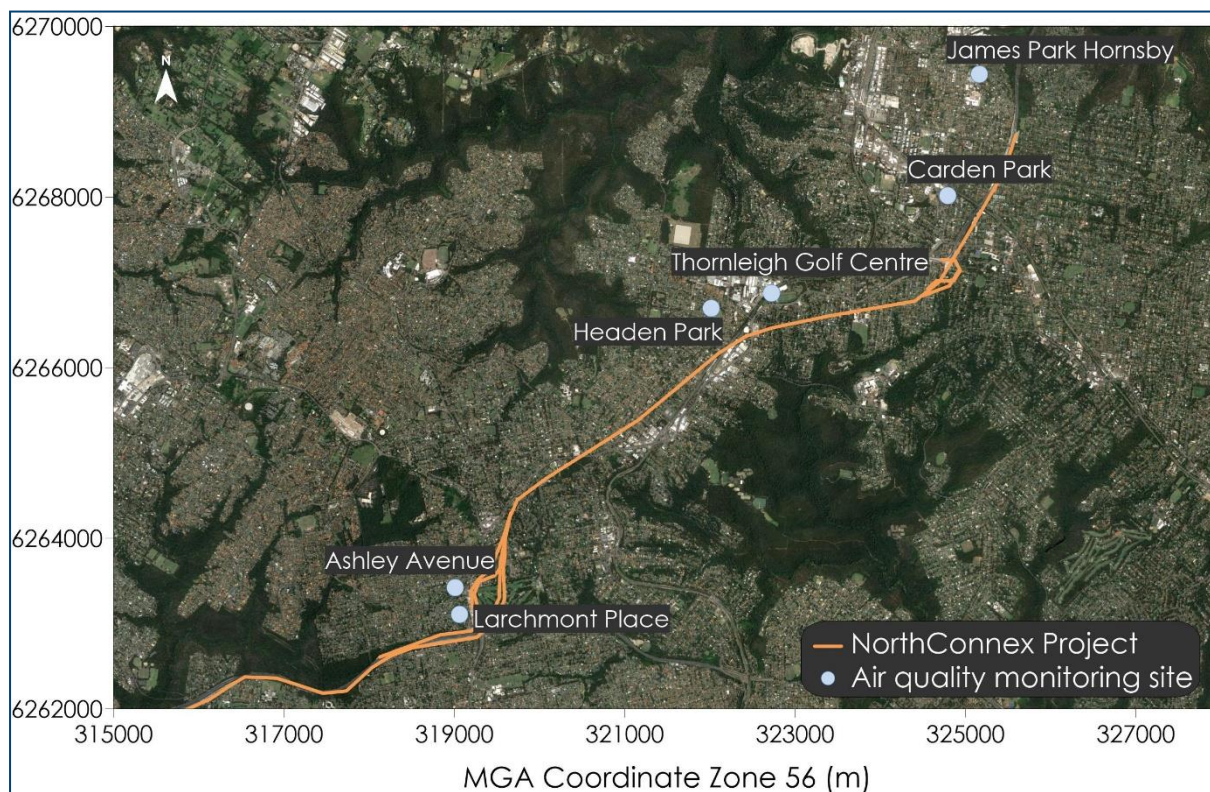 6270000
N
James Park Hornsby
Carden Park
6268000
Thornleigh Golf Centre
Headen Park
6266000
6264000
Ashley Avenue
Larchmont Place
NorthConnex Project
Air quality monitoring site
6262000
315000 317000 319000 321000 323000 325000 327000
MGA Coordinate Zone 56 (m)